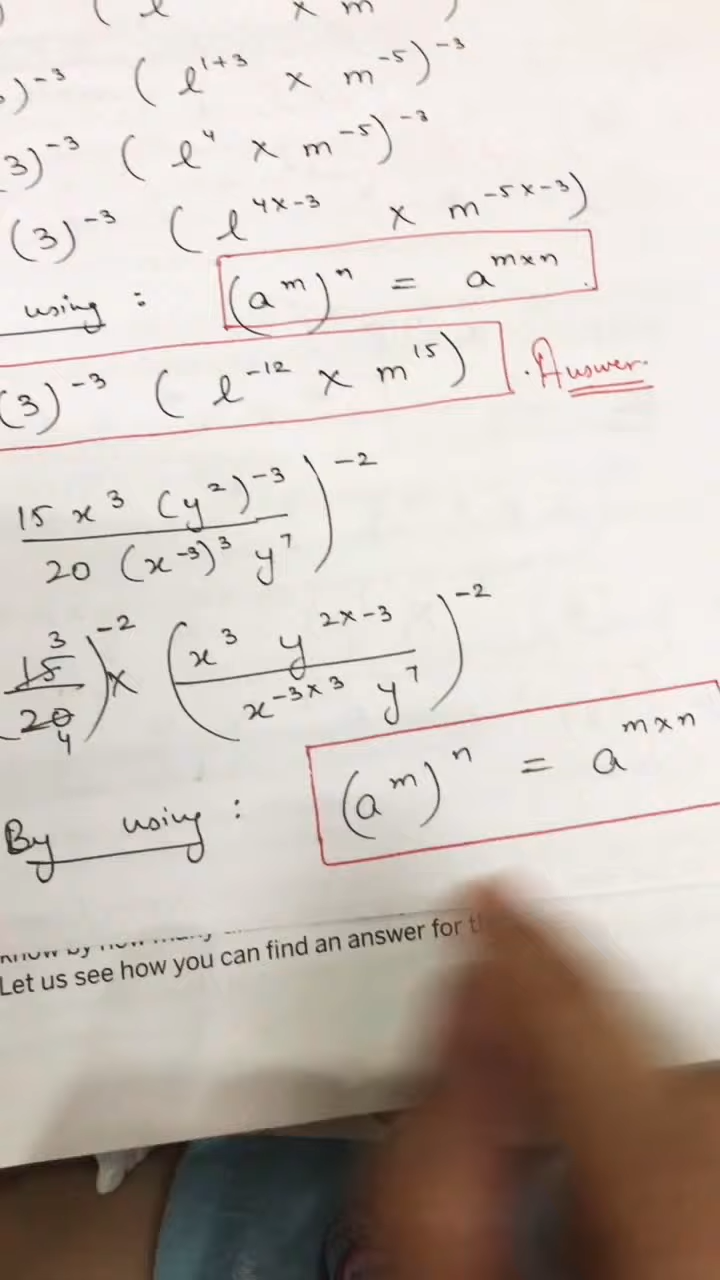 ( l x m )
)⁻³ ( l¹⁺³ x m⁻⁵)⁻³
3)⁻³ ( l⁴ x m⁻⁵)⁻³
(3)⁻³ ( l⁴ˣ⁻³ x m⁻⁵ˣ⁻³)
using : (aᵐ)ⁿ = aᵐˣⁿ
(3)⁻³ ( l⁻¹² x m¹⁵) . Answer.
15 x³ (y²)⁻³ )⁻²
20 (x⁻³)³ y⁷
(15 3 / 20 4)⁻² x (x³ y²ˣ⁻³ / x⁻³ˣ³ y⁷)⁻²
By using : (aᵐ)ⁿ = aᵐˣⁿ
Let us see how you can find an answer for